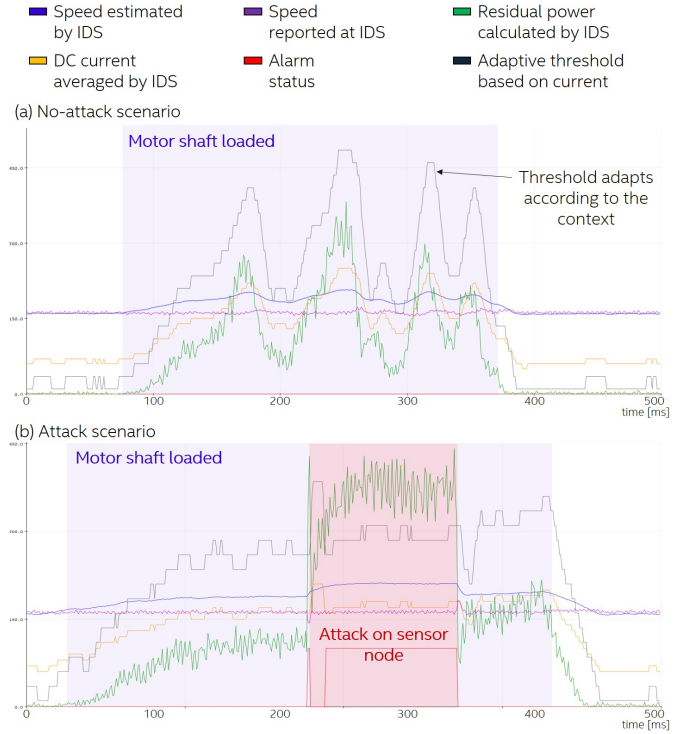 Speed estimated by IDS
Speed reported at IDS
Residual power calculated by IDS
DC current averaged by IDS
Alarm status
Adaptive threshold based on current
(a) No-attack scenario
Motor shaft loaded
Threshold adapts
according to the
context
0
100
200
300
400
500
time [ms]
(b) Attack scenario
Motor shaft loaded
Attack on sensor
node
0
100
200
300
400
500
time [ms]